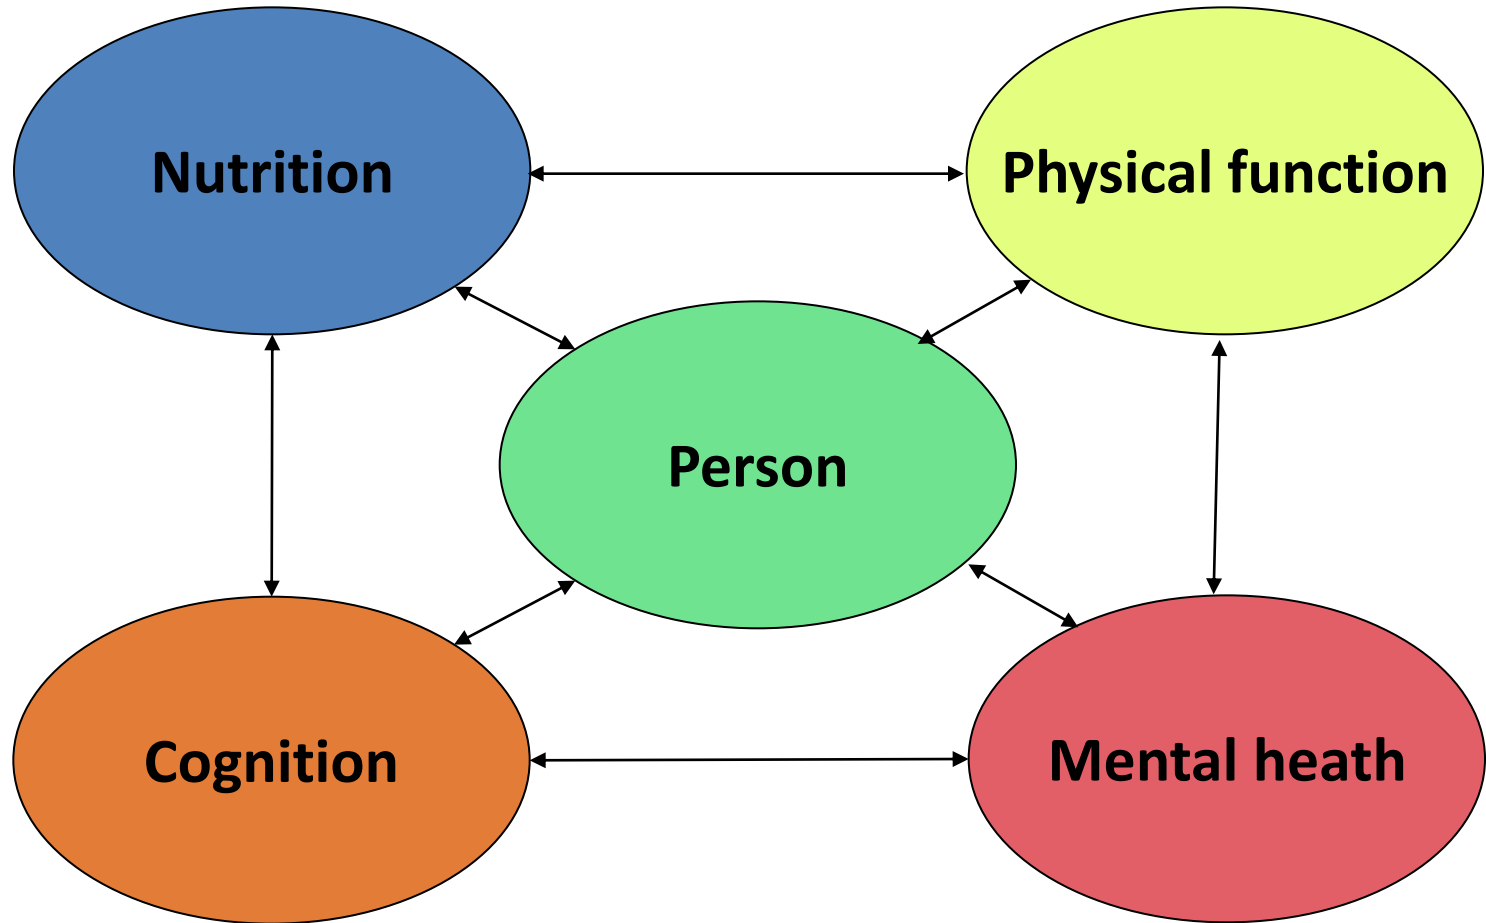 Nutrition
Physical function
Person
Cognition
Mental heath